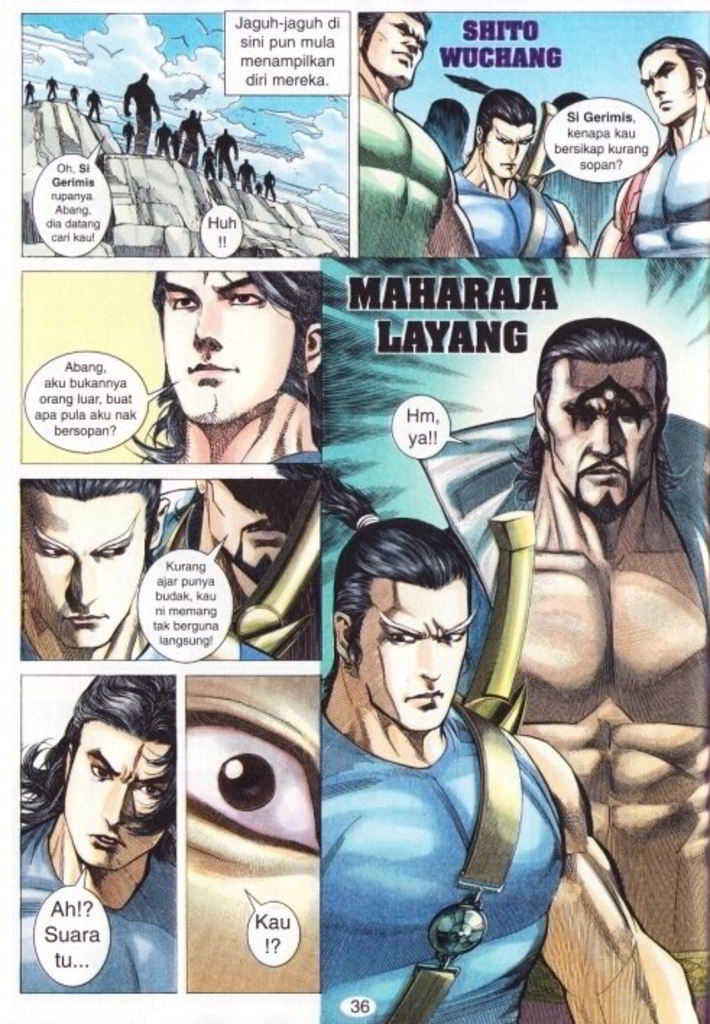 Jaguh-jaguh di
sini pun mula
menampilkan
diri mereka.
Oh, Si
Gerimis
rupanya.
Abang,
dia datang
cari kau!
Huh
!!
SHITO
WUCHANG
Si Gerimis,
kenapa kau
bersikap kurang
sopan?
Abang,
aku bukannya
orang luar, buat
apa pula aku nak
bersopan?
MAHARAJA
LAYANG
Hm,
ya!!
Kurang
ajar punya
budak, kau
ni memang
tak berguna
langsung!
Ah!?
Suara
tu...
Kau
!?
36